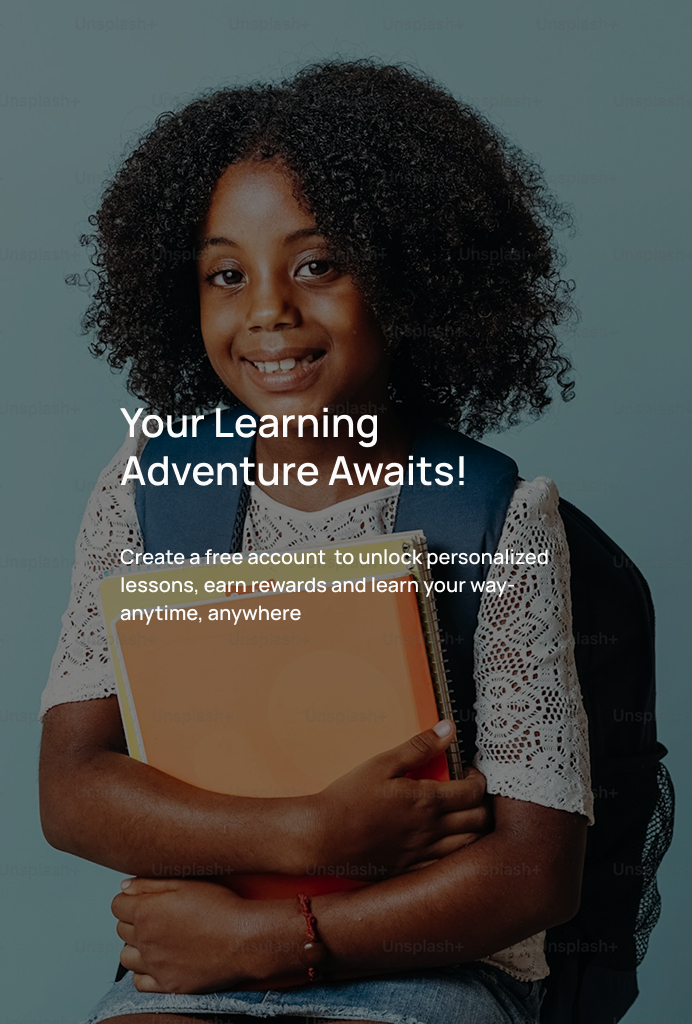 Your Learning
Adventure Awaits!
Create a free account  to unlock personalized
lessons, earn rewards and learn your way-
anytime, anywhere
Unsplash+